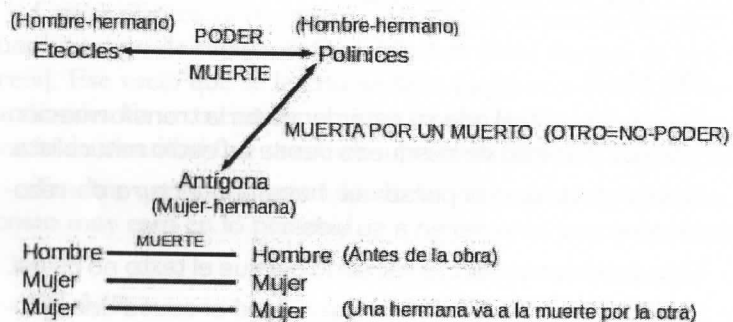 (Hombre-hermano) PODER (Hombre-hermano)
Eteocles Polinices
MUERTE
MUERTA POR UN MUERTO (OTRO=NO-PODER)
Antígona
(Mujer-hermana)
Hombre MUERTE Hombre (Antes de la obra)
Mujer Mujer
Mujer Mujer (Una hermana va a la muerte por la otra)